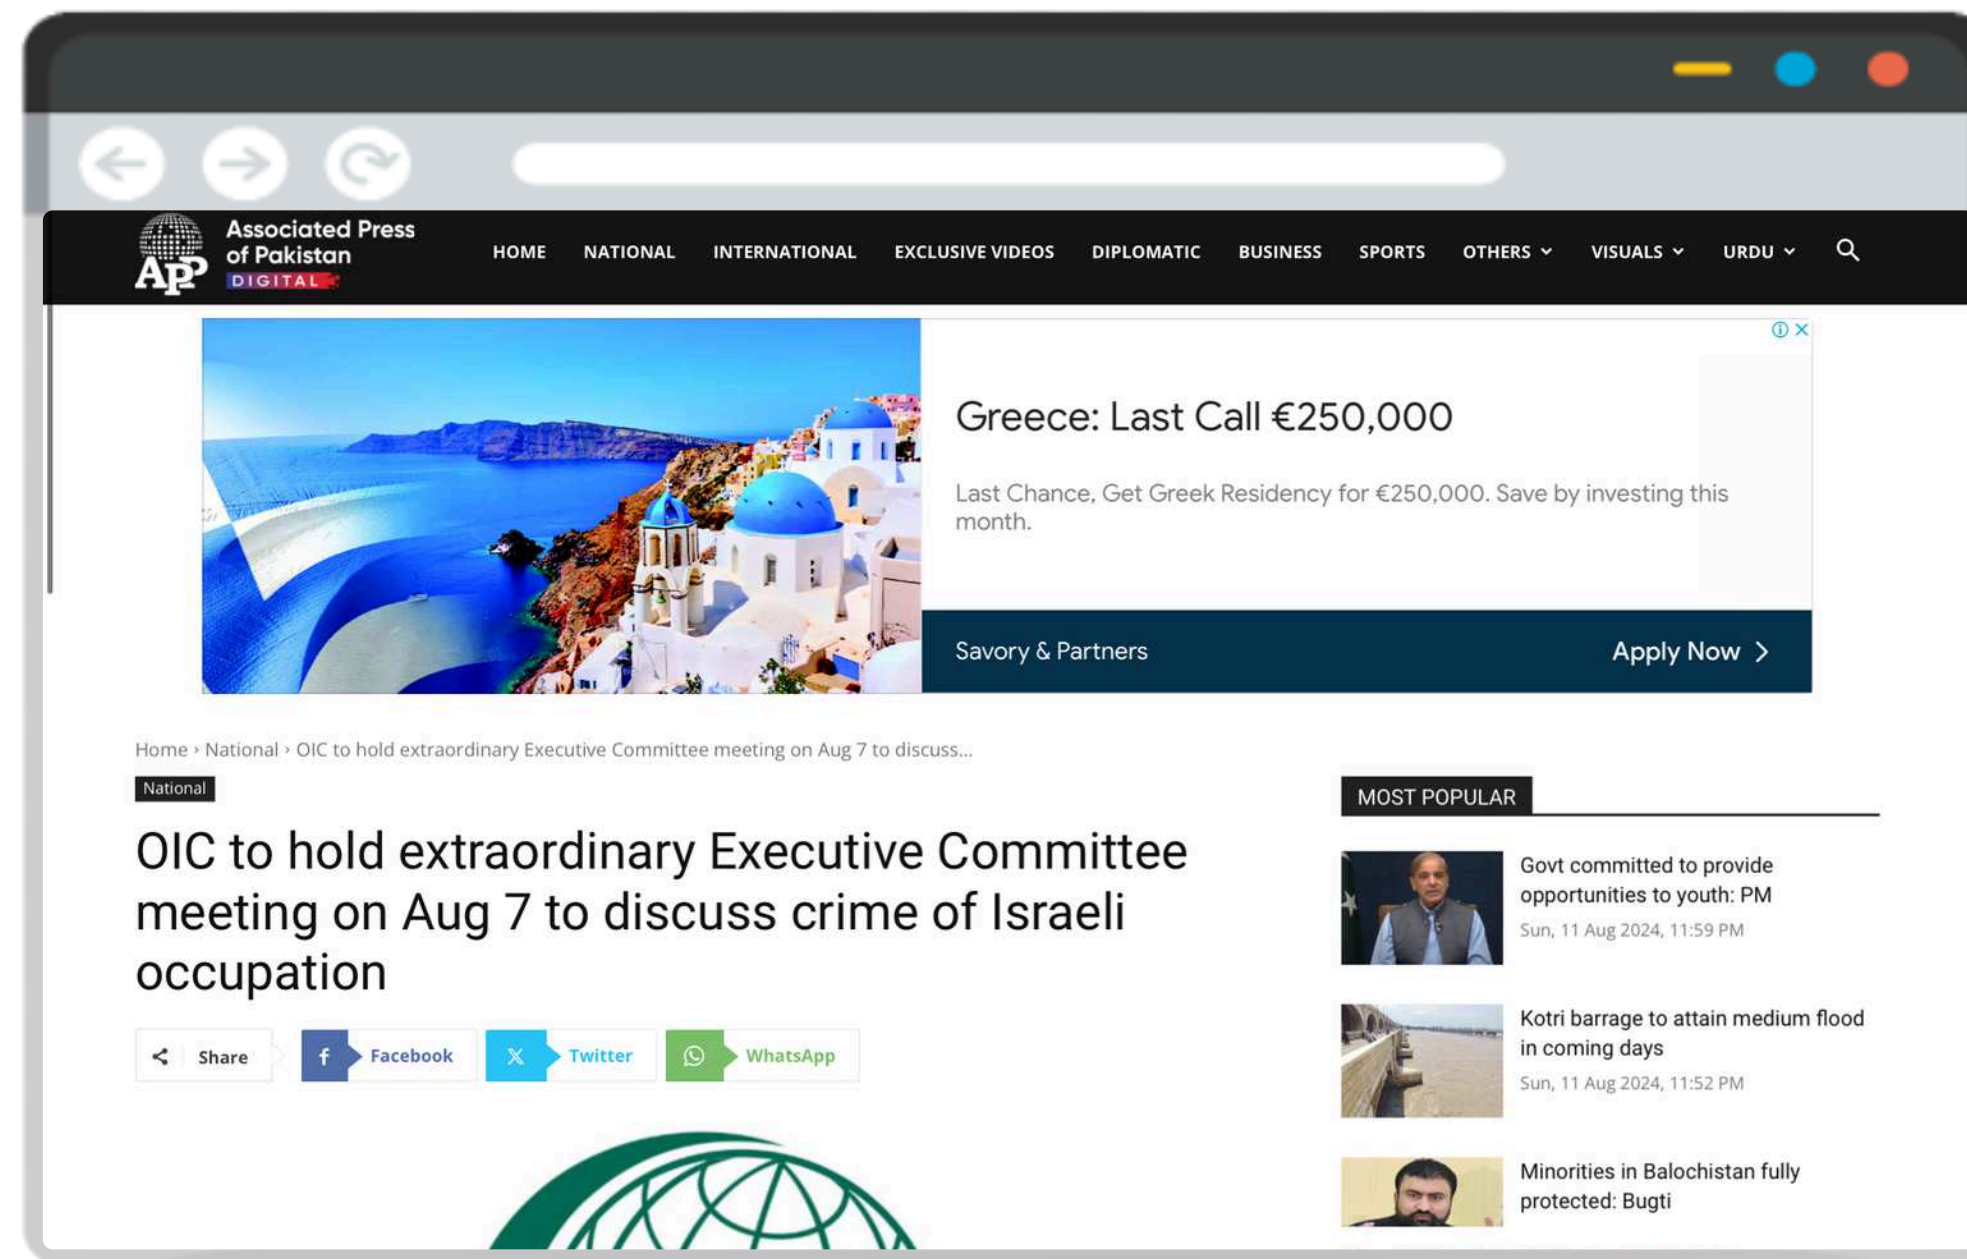 Associated Press
of Pakistan
APP
DIGITAL
HOME NATIONAL INTERNATIONAL EXCLUSIVE VIDEOS DIPLOMATIC BUSINESS SPORTS OTHERS VISUALS URDU
Greece: Last Call €250,000
Last Chance, Get Greek Residency for €250,000. Save by investing this
month.
Savory & Partners Apply Now
Home › National › OIC to hold extraordinary Executive Committee meeting on Aug 7 to discuss...
National
OIC to hold extraordinary Executive Committee
meeting on Aug 7 to discuss crime of Israeli
occupation
Share Facebook Twitter WhatsApp
MOST POPULAR
Govt committed to provide
opportunities to youth: PM
Sun, 11 Aug 2024, 11:59 PM
Kotri barrage to attain medium flood
in coming days
Sun, 11 Aug 2024, 11:52 PM
Minorities in Balochistan fully
protected: Bugti